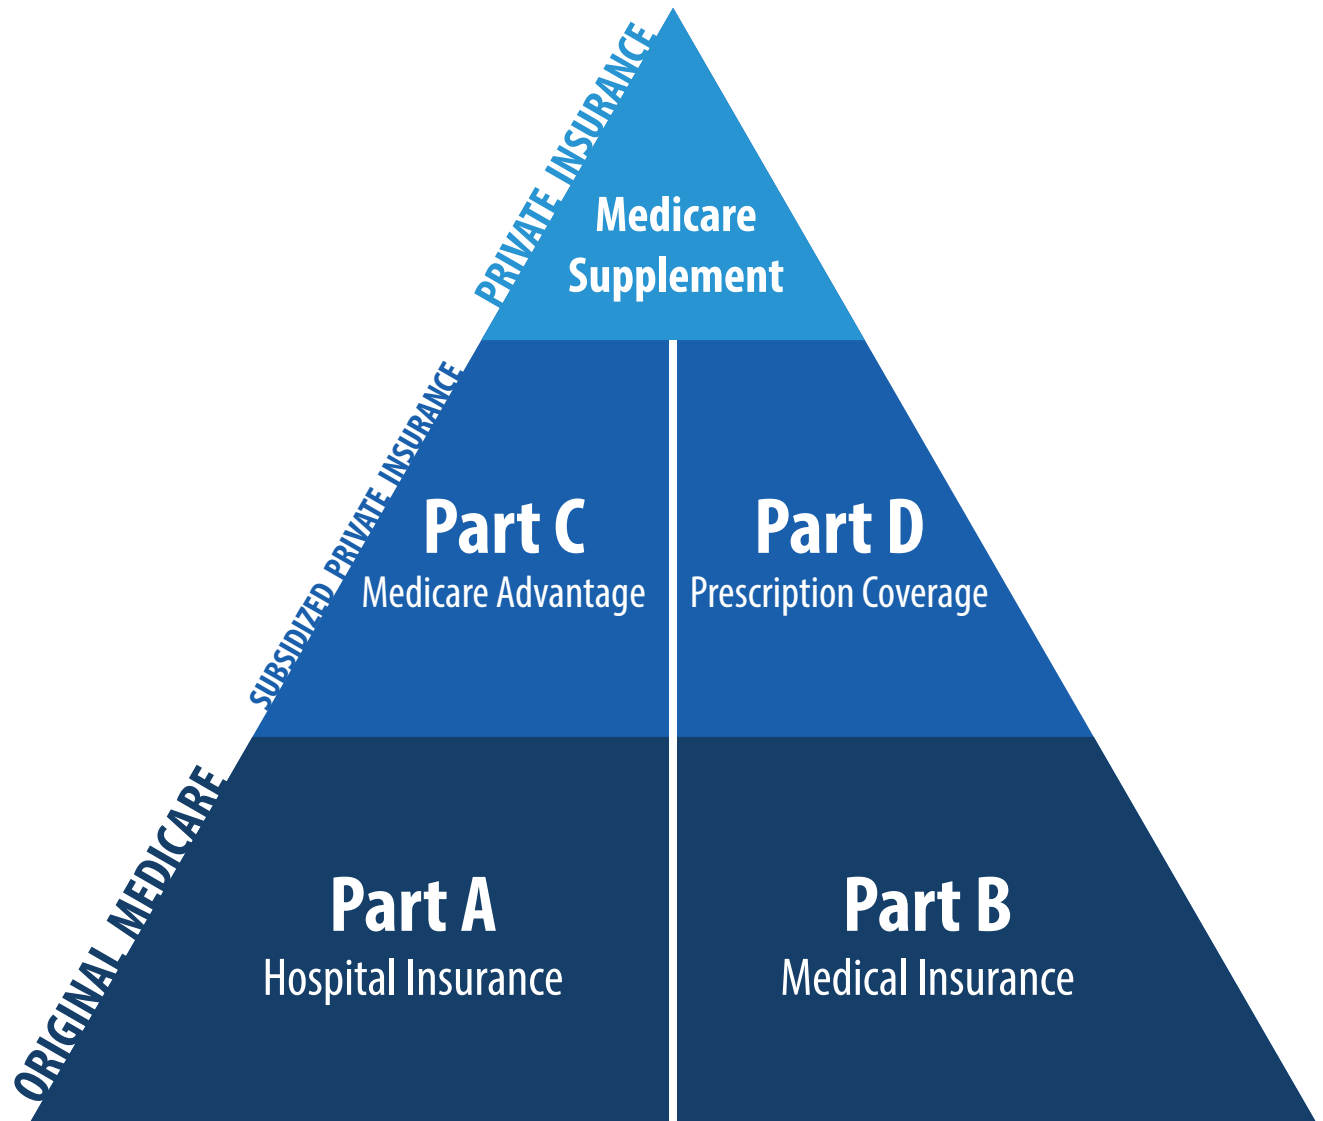 PRIVATE INSURANCE
Medicare
Supplement
SUBSIDIZED PRIVATE INSURANCE
Part C
Medicare Advantage
Part D
Prescription Coverage
ORIGINAL MEDICARE
Part A
Hospital Insurance
Part B
Medical Insurance